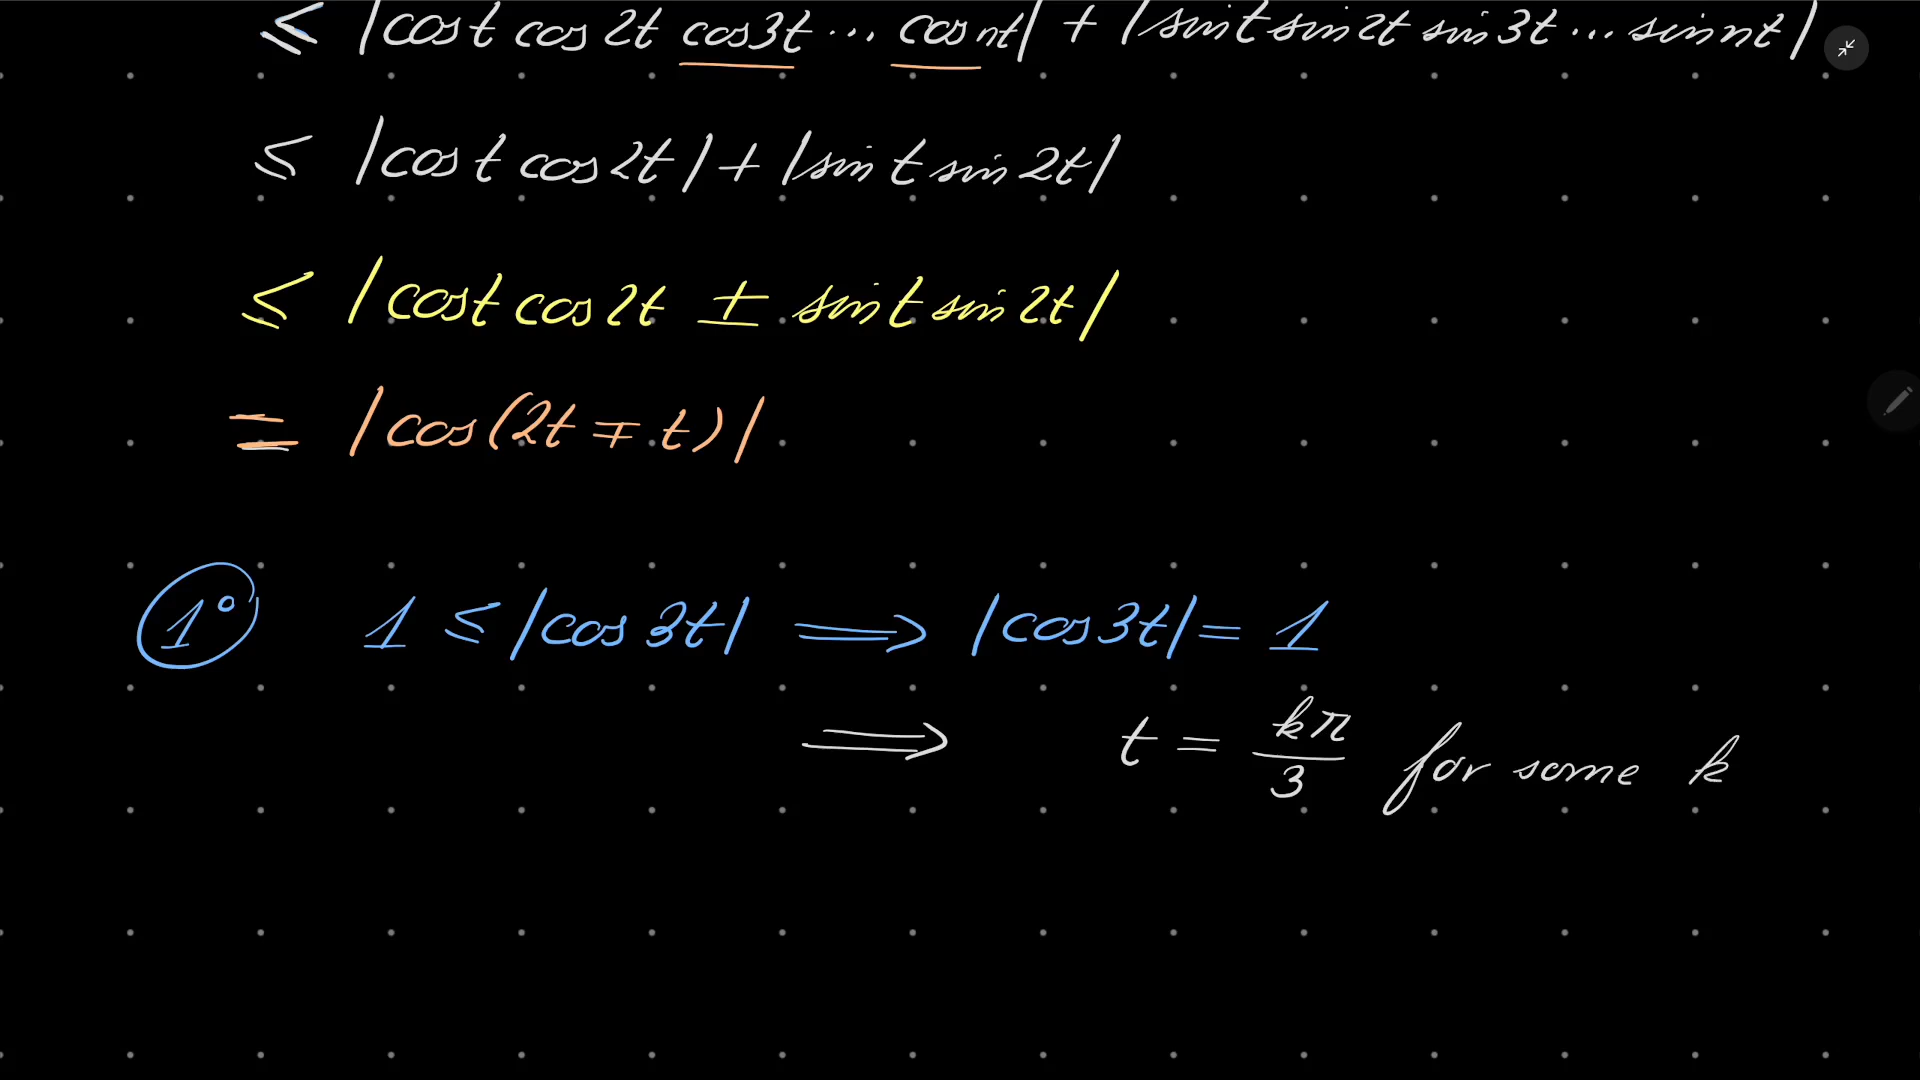 ≤ |cos t cos 2t cos 3t ... cos nt| + |sin t sin 2t sin 3t ... sin nt|
≤ |cos t cos 2t| + |sin t sin 2t|
≤ |cos t cos 2t ± sin t sin 2t|
= |cos(2t ∓ t)|
1° 1 ≤ |cos 3t| ⟹ |cos 3t| = 1
⟹ t = kπ/3 for some k